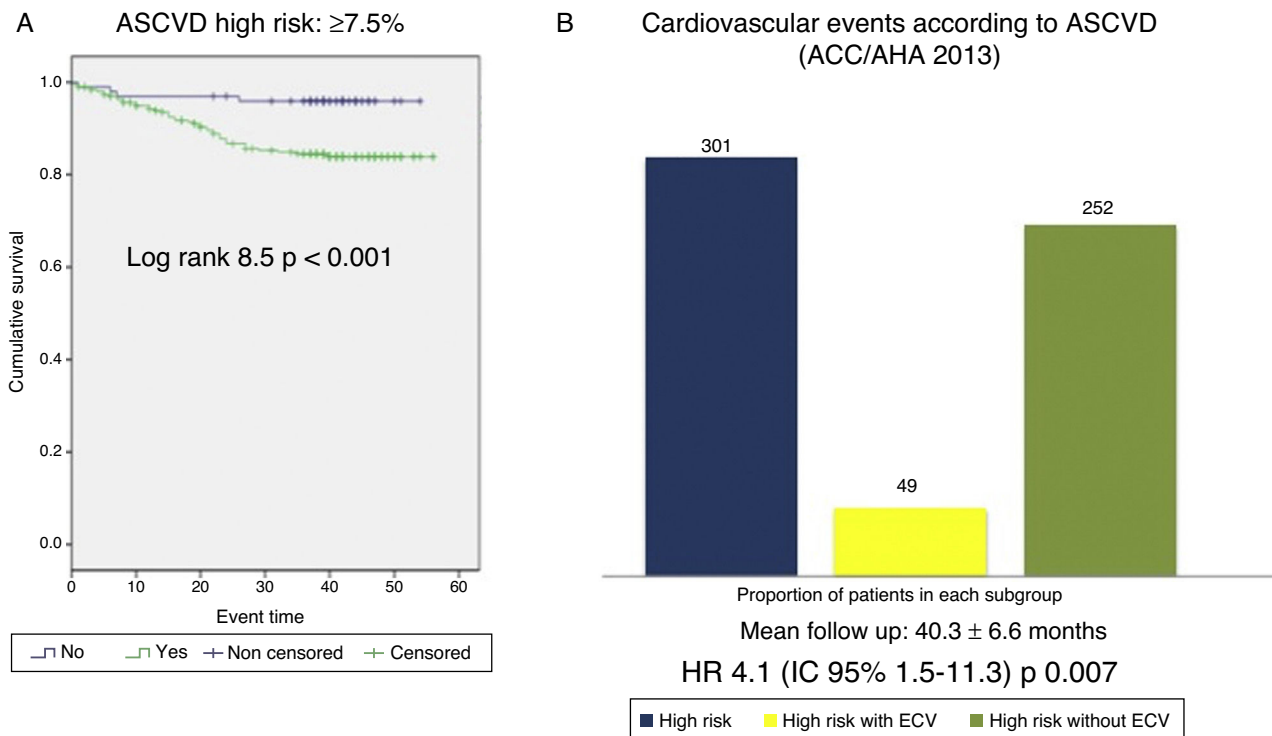 A
ASCVD high risk: ≥7.5%
1.0
0.8
0.6
0.4
0.2
0.0
Cumulative survival
Log rank 8.5 p < 0.001
0 10 20 30 40 50 60
Event time
No Yes Non censored Censored
B
Cardiovascular events according to ASCVD
(ACC/AHA 2013)
301
49
252
Proportion of patients in each subgroup
Mean follow up: 40.3 ± 6.6 months
HR 4.1 (IC 95% 1.5-11.3) p 0.007
High risk High risk with ECV High risk without ECV